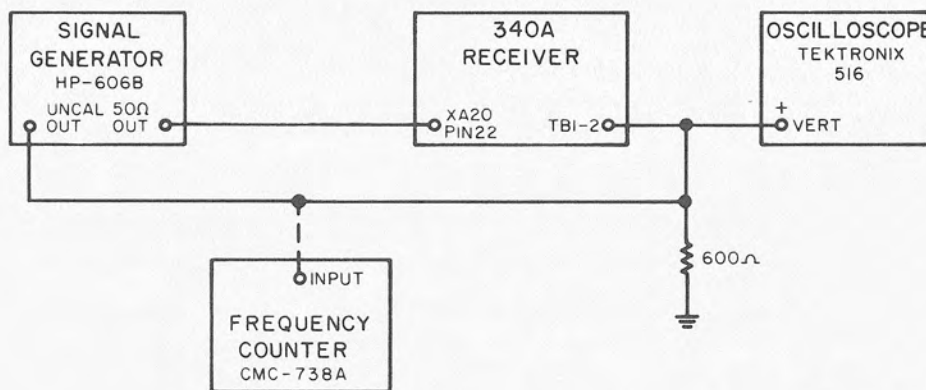 SIGNAL
GENERATOR
HP-606B
UNCAL 50Ω
OUT OUT
340A
RECEIVER
XA20
PIN22
TB1-2
OSCILLOSCOPE
TEKTRONIX
516
+
VERT
600Ω
INPUT
FREQUENCY
COUNTER
CMC-738A